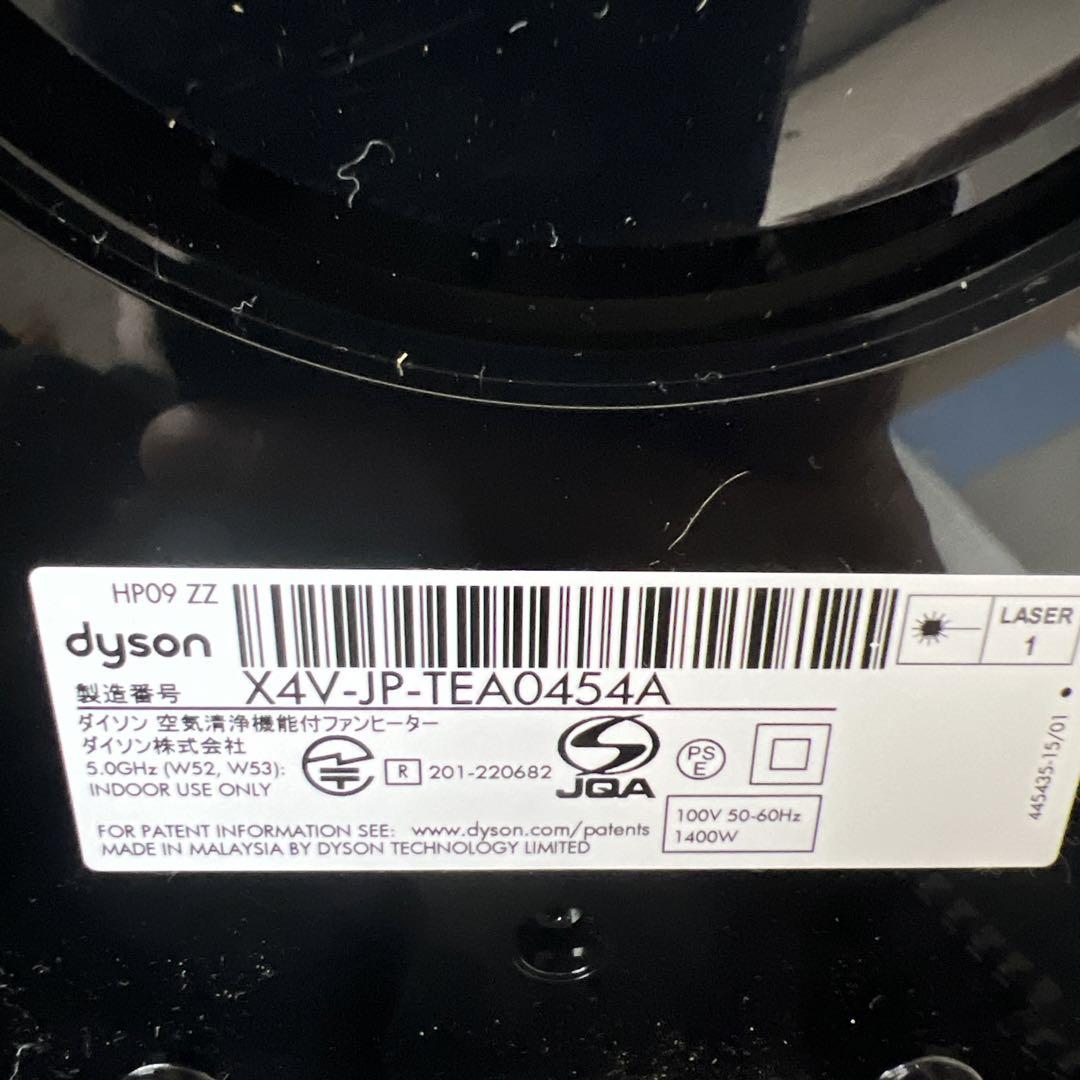 HP09 ZZ
dyson
LASER
1
製造番号 X4V-JP-TEA0454A
ダイソン 空気清浄機能付ファンヒーター
ダイソン株式会社
5.0GHz (W52, W53):
INDOOR USE ONLY
R 201-220682
JQA
PS
E
100V 50-60Hz
1400W
FOR PATENT INFORMATION SEE: www.dyson.com/patents
MADE IN MALAYSIA BY DYSON TECHNOLOGY LIMITED
445435-15/01